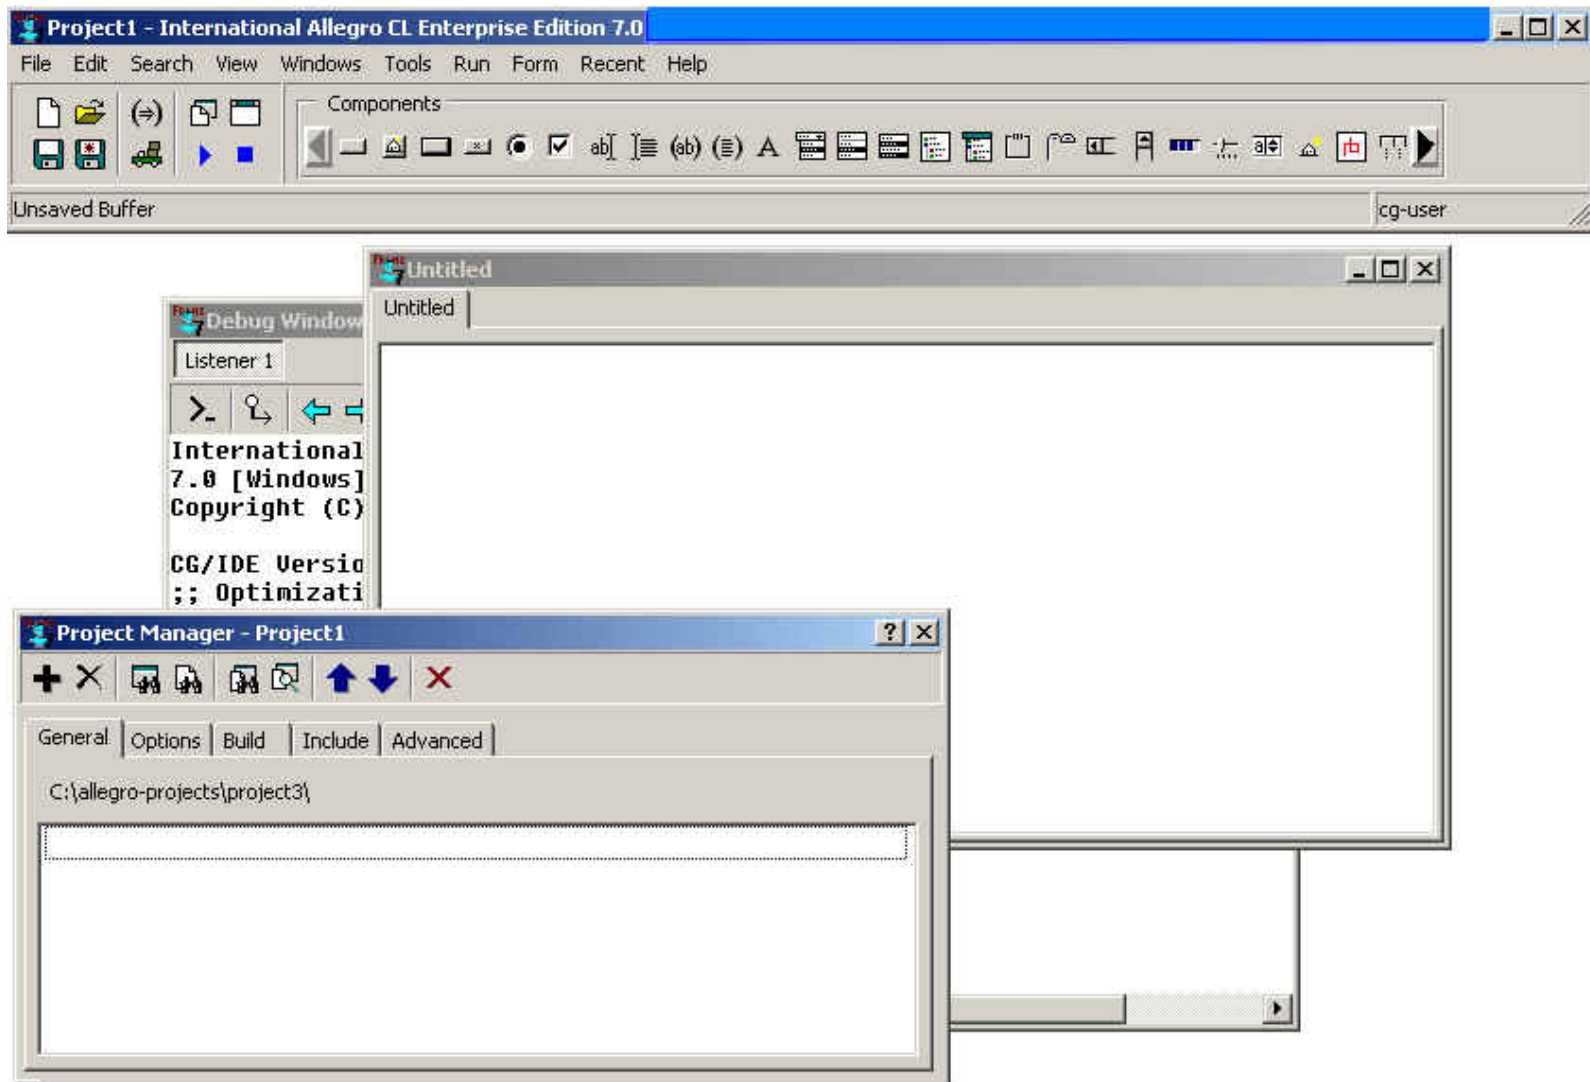 Project1 - International Allegro CL Enterprise Edition 7.0
File Edit Search View Windows Tools Run Form Recent Help
Components
Unsaved Buffer
cg-user
Untitled
Untitled
Debug Window
Listener 1
International
7.0 [Windows]
Copyright (C)
CG/IDE Versio
;; Optimizati
Project Manager - Project1
General Options Build Include Advanced
C:\allegro-projects\project3\